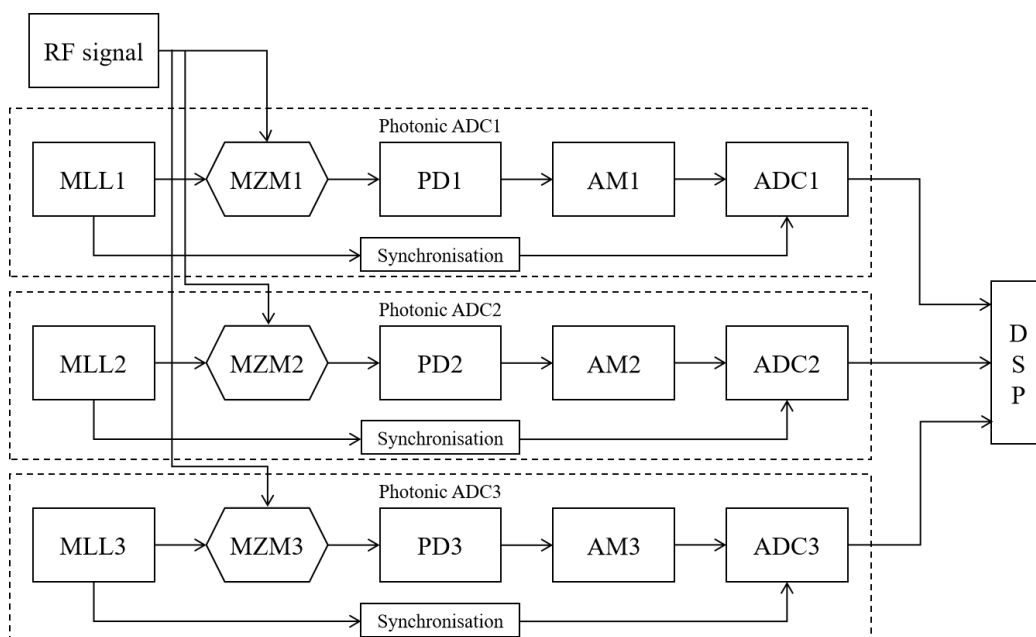 RF signal
Photonic ADC1
MLL1 MZM1 PD1 AM1 ADC1
Synchronisation
Photonic ADC2
MLL2 MZM2 PD2 AM2 ADC2
Synchronisation
Photonic ADC3
MLL3 MZM3 PD3 AM3 ADC3
Synchronisation
D
S
P